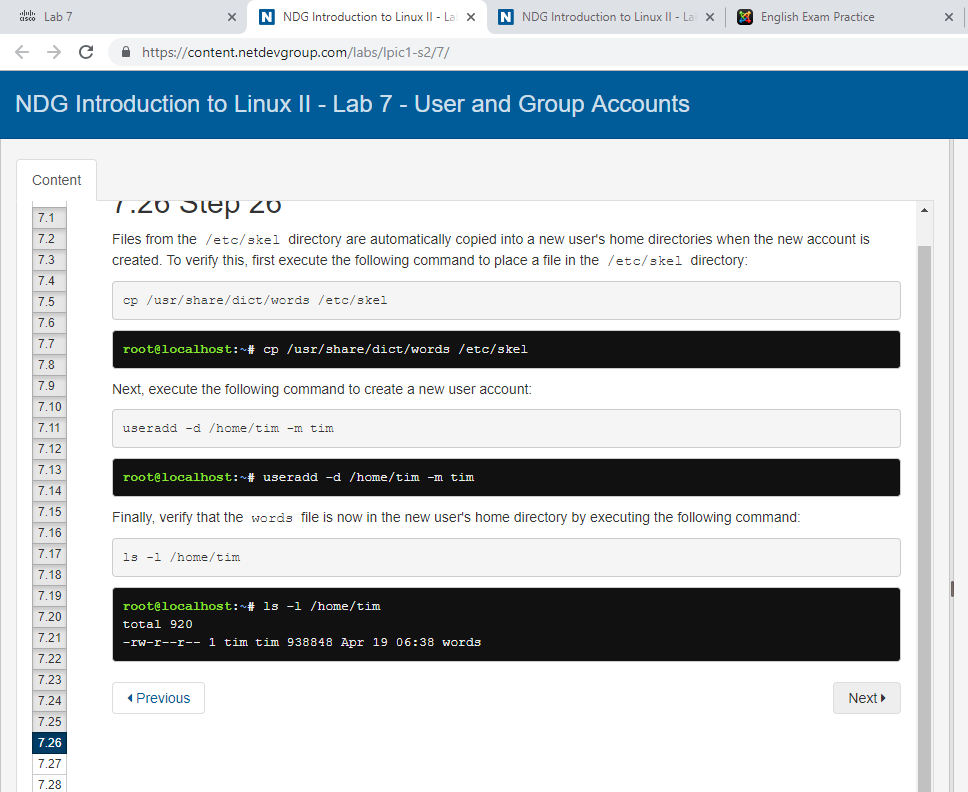 Lab 7
NDG Introduction to Linux II - La
NDG Introduction to Linux II - La
English Exam Practice
https://content.netdevgroup.com/labs/lpic1-s2/7/
NDG Introduction to Linux II - Lab 7 - User and Group Accounts
Content
7.1
7.2
7.3
7.4
7.5
7.6
7.7
7.8
7.9
7.10
7.11
7.12
7.13
7.14
7.15
7.16
7.17
7.18
7.19
7.20
7.21
7.22
7.23
7.24
7.25
7.26
7.27
7.28
7.26 Step 26
Files from the /etc/skel directory are automatically copied into a new user's home directories when the new account is
created. To verify this, first execute the following command to place a file in the /etc/skel directory:
cp /usr/share/dict/words /etc/skel
root@localhost:~# cp /usr/share/dict/words /etc/skel
Next, execute the following command to create a new user account:
useradd -d /home/tim -m tim
root@localhost:~# useradd -d /home/tim -m tim
Finally, verify that the words file is now in the new user's home directory by executing the following command:
ls -l /home/tim
root@localhost:~# ls -l /home/tim
total 920
-rw-r--r-- 1 tim tim 938848 Apr 19 06:38 words
Previous
Next